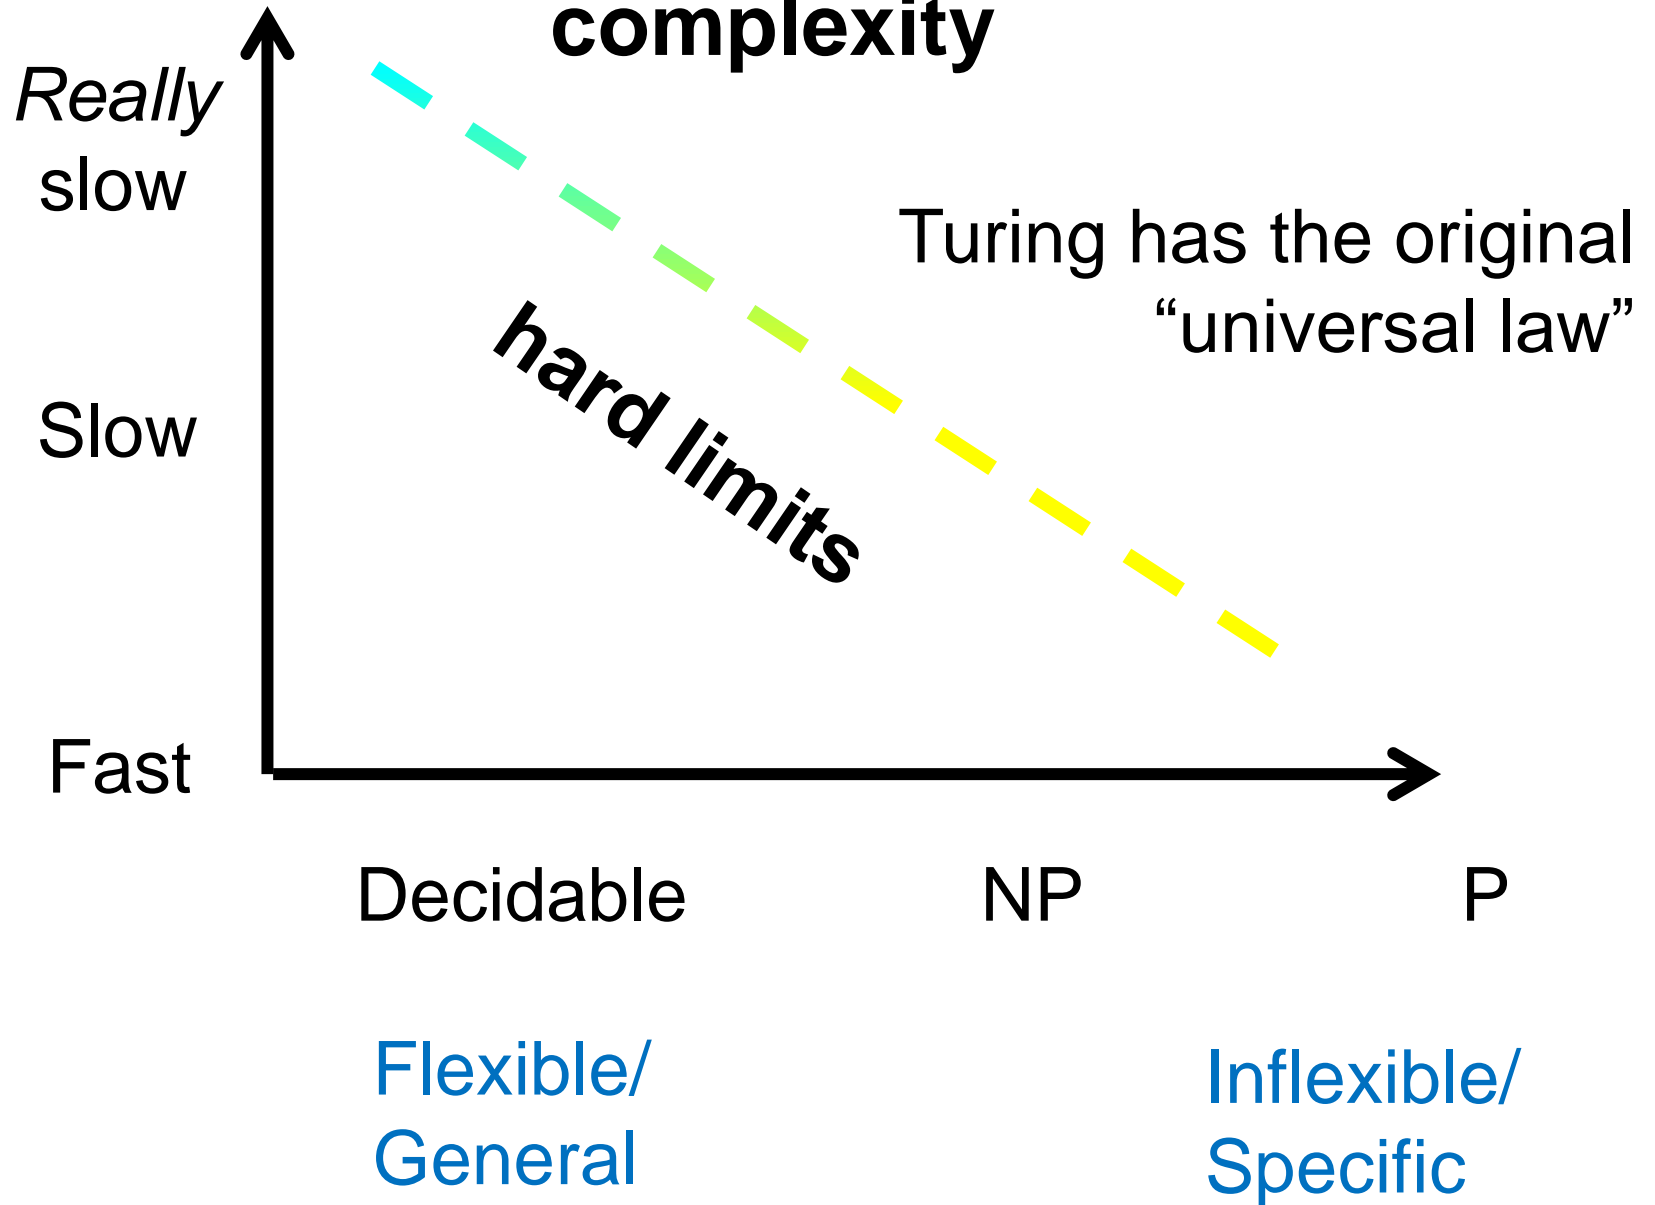 complexity
Really
slow
Turing has the original
“universal law”
hard limits
Slow
Fast
Decidable
NP
P
Flexible/
General
Inflexible/
Specific